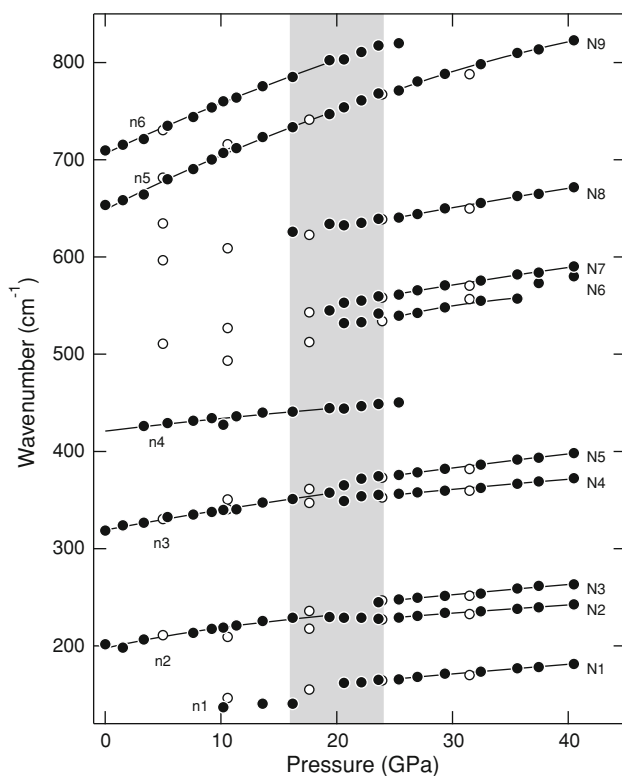 800
700
600
500
400
300
200
Wavenumber (cm-1)
n6
n5
n4
n3
n2
n1
N9
N8
N7
N6
N5
N4
N3
N2
N1
0
10
20
30
40
Pressure (GPa)